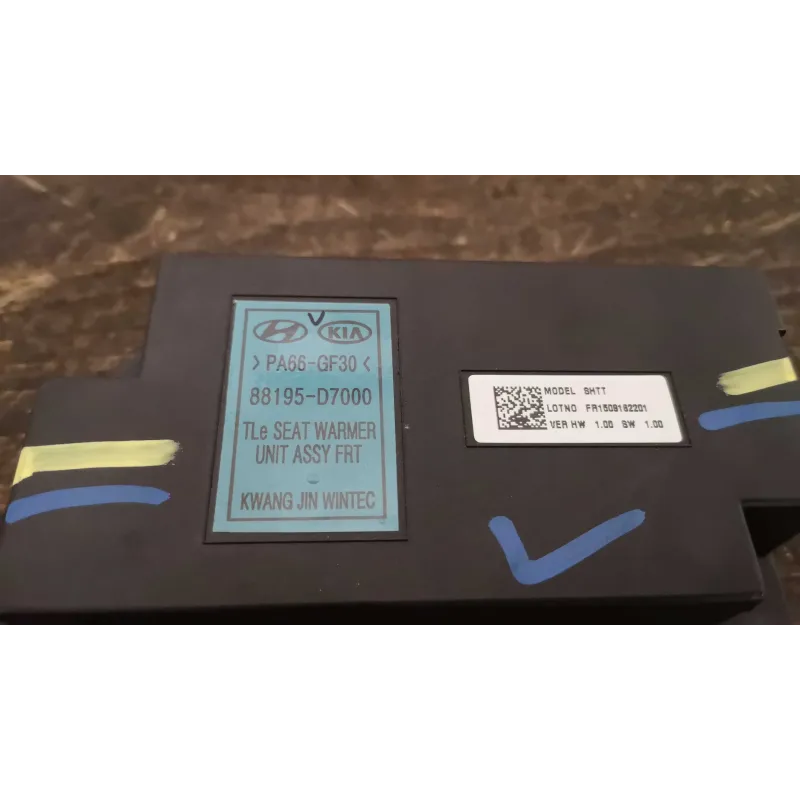 KIA
> PA66-GF30 <
88195-D7000
TLe SEAT WARMER
UNIT ASSY FRT
KWANG JIN WINTEC
MODEL SHTT
LOTNO FR1509162201
VER HW 1.00 SW 1.00